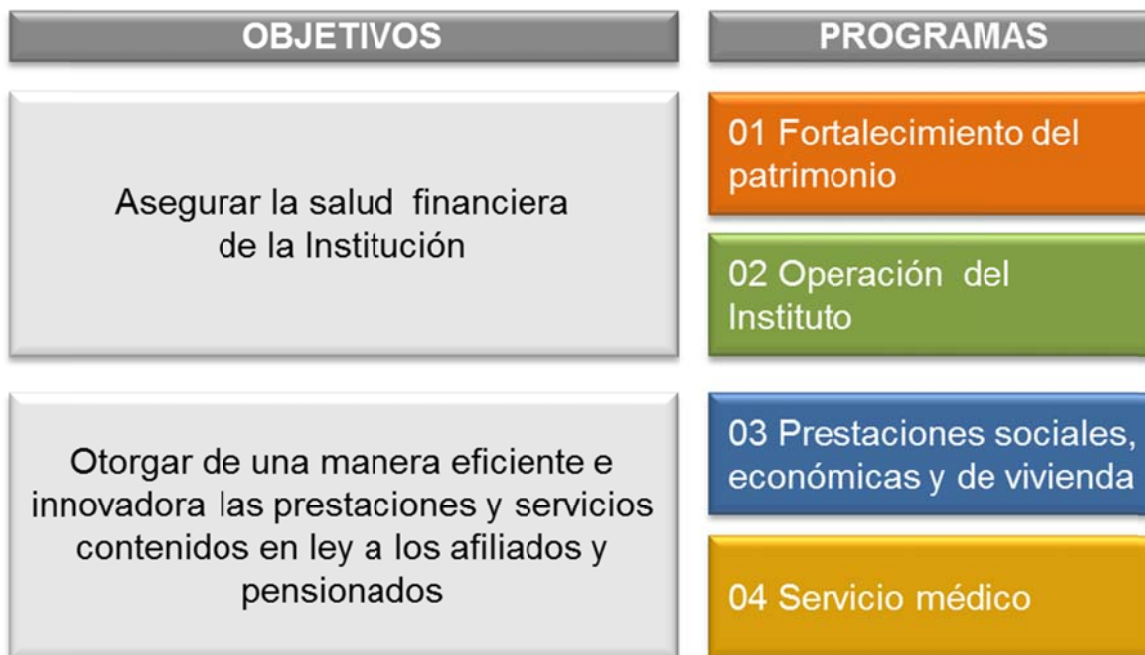 OBJETIVOS
PROGRAMAS
Asegurar la salud financiera
de la Institución
01 Fortalecimiento del
patrimonio
02 Operación del
Instituto
Otorgar de una manera eficiente e
innovadora las prestaciones y servicios
contenidos en ley a los afiliados y
pensionados
03 Prestaciones sociales,
económicas y de vivienda
04 Servicio médico